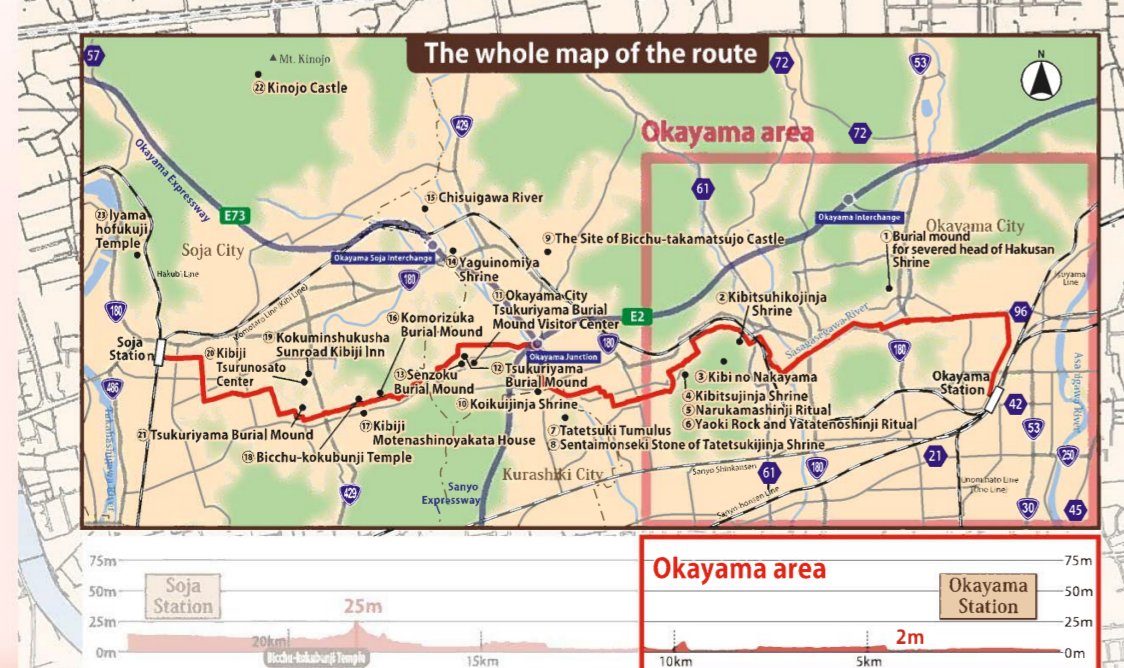 The whole map of the route
N
57
▲ Mt. Kinojo
㉒ Kinojo Castle
429
72
53
Okayama area
72
61
Okayama Expressway
E73
⑮ Chisuigawa River
㉓ Iyama
hofukuji
Temple
Soja City
Hakubi Line
Okayama Soja Interchange
⑨ The Site of Bicchu-takamatsujo Castle
⑭ Yaguinomiya
Shrine
Okayama Interchange
Okayama City
① Burial mound
for severed head of Hakusan
Shrine
Line
180
180
⑪ Okayama City
Tsukuriyama Burial
Mound Visitor Center
② Kibitsuhikojinja
Shrine
E2
Sasagasegawa-River
96
⑯ Komorizuka
Burial Mound
⑲ Kokuminshukusha
Sunroad Kibiji Inn
Soja
Station
⑳ Kibiji
Tsurunosato
Center
Okayama Junction
180
180
⑬ Senzoku
Burial Mound
⑫ Tsukuriyama
Burial Mound
③ Kibi no Nakayama
④ Kibitsujinja Shrine
⑤ Narukamashinji Ritual
⑥ Yaoki Rock and Yatatenoshinji Ritual
Okayama
Station
486
⑩ Koikuijinja Shrine
42
㉑ Tsukuriyama Burial Mound
⑰ Kibiji
Motenashinoyakata House
⑦ Tatetsuki Tumulus
⑧ Sentaimonseki Stone of Tatetsukijinja Shrine
53
⑱ Bicchu-kokubunji Temple
Kurashiki City
Sanyo Shinkansen
61
180
21
250
429
Sanyo
Expressway
Sanyo-honsen Line
(Uno Line)
30
45
75m
50m
25m
0m
Soja
Station
25m
20km
Bicchu-kokubunji Temple
15km
Okayama area
Okayama
Station
2m
10km
5km
75m
50m
25m
0m